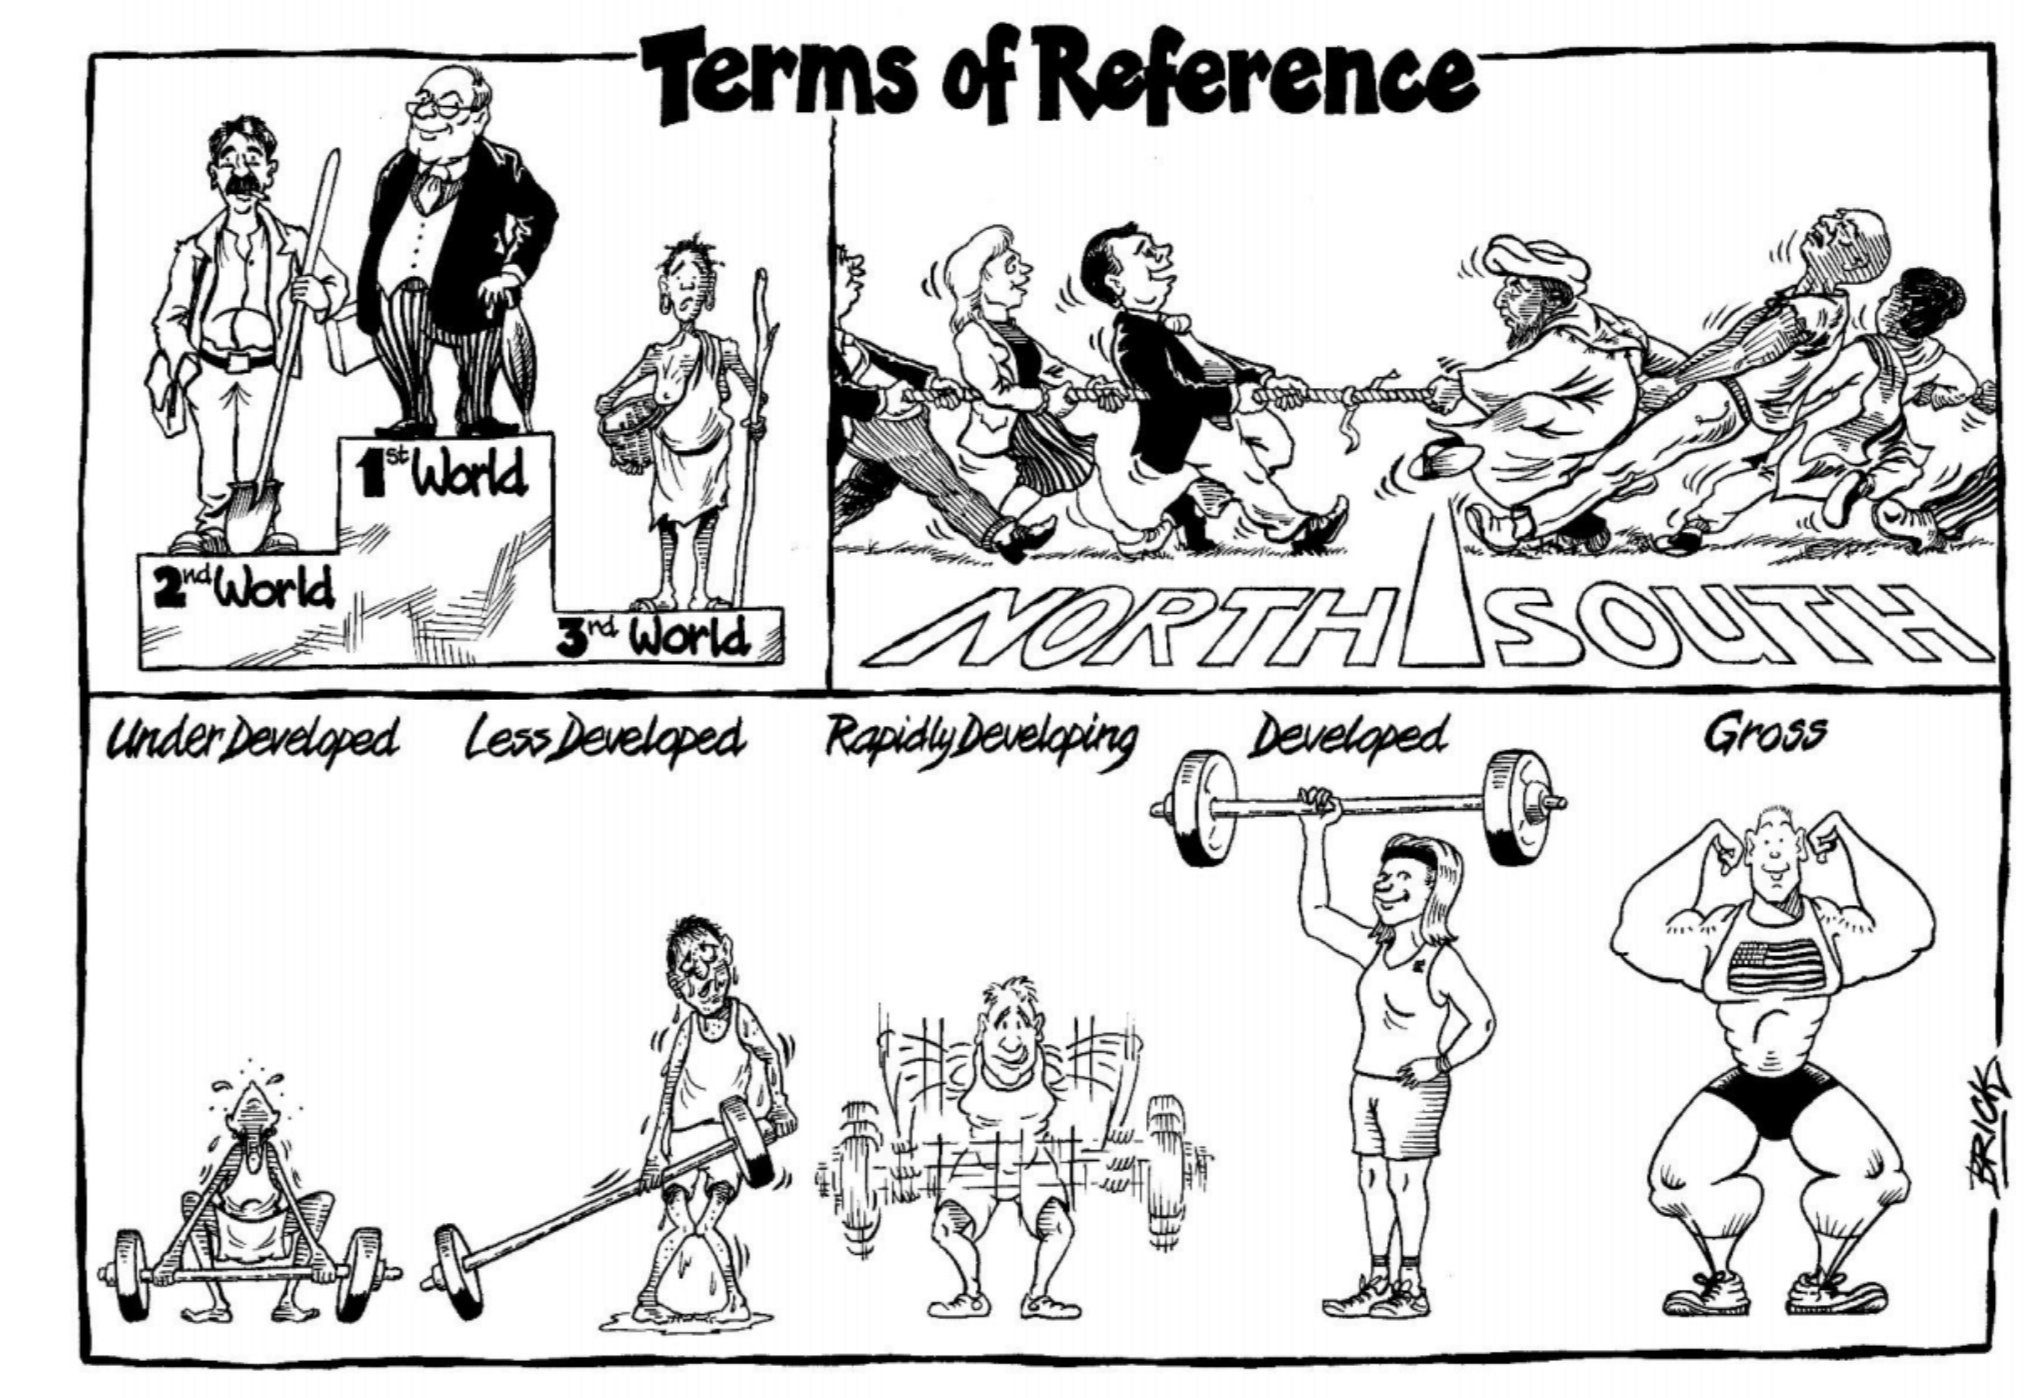 Terms of Reference
1st World
2nd World
3rd World
NORTH SOUTH
Under Developed
Less Developed
Rapidly Developing
Developed
Gross
BRICK